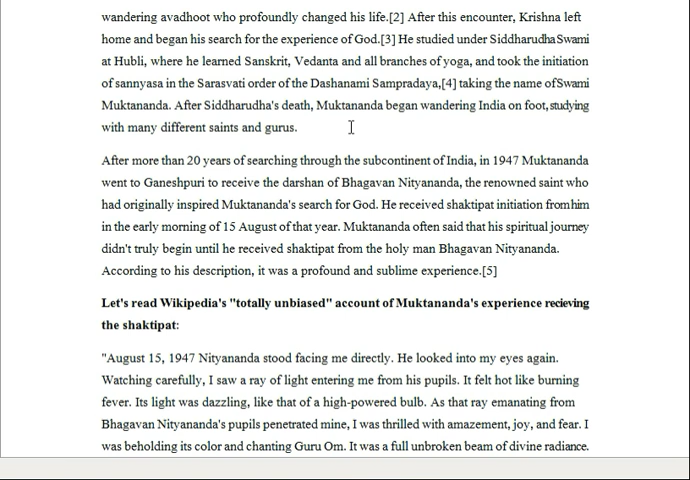 wandering avadhoot who profoundly changed his life.[2] After this encounter, Krishna left
home and began his search for the experience of God.[3] He studied under Siddharudha Swami
at Hubli, where he learned Sanskrit, Vedanta and all branches of yoga, and took the initiation
of sannyasa in the Sarasvati order of the Dashanami Sampradaya,[4] taking the name of Swami
Muktananda. After Siddharudha's death, Muktananda began wandering India on foot, studying
with many different saints and gurus.
After more than 20 years of searching through the subcontinent of India, in 1947 Muktananda
went to Ganeshpuri to receive the darshan of Bhagavan Nityananda, the renowned saint who
had originally inspired Muktananda's search for God. He received shaktipat initiation from him
in the early morning of 15 August of that year. Muktananda often said that his spiritual journey
didn't truly begin until he received shaktipat from the holy man Bhagavan Nityananda.
According to his description, it was a profound and sublime experience.[5]
Let's read Wikipedia's "totally unbiased" account of Muktananda's experience recieving
the shaktipat:
"August 15, 1947 Nityananda stood facing me directly. He looked into my eyes again.
Watching carefully, I saw a ray of light entering me from his pupils. It felt hot like burning
fever. Its light was dazzling, like that of a high-powered bulb. As that ray emanating from
Bhagavan Nityananda's pupils penetrated mine, I was thrilled with amazement, joy, and fear. I
was beholding its color and chanting Guru Om. It was a full unbroken beam of divine radiance.